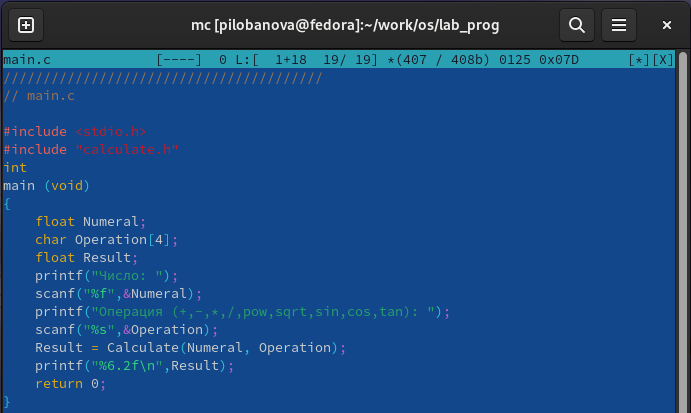 mc [pilobanova@fedora]:~/work/os/lab_prog
main.c [----] 0 L:[ 1+18 19/ 19] *(407 / 408b) 0125 0x07D [*][X]
////////////////////////////////////////
// main.c
#include <stdio.h>
#include "calculate.h"
int
main (void)
{
    float Numeral;
    char Operation[4];
    float Result;
    printf("Число: ");
    scanf("%f",&Numeral);
    printf("Операция (+,-,*,/,pow,sqrt,sin,cos,tan): ");
    scanf("%s",&Operation);
    Result = Calculate(Numeral, Operation);
    printf("%6.2f\n",Result);
    return 0;
}